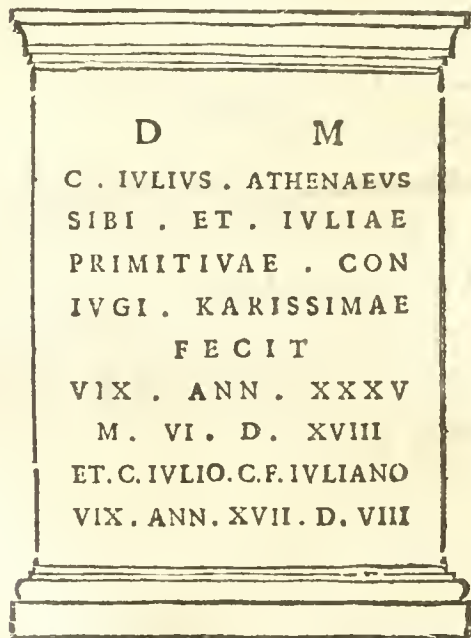 D M
C . IVLIVS . ATHENAEVS
SIBI . ET . IVLIAE
PRIMITIVAE . CON
IVGI . KARISSIMAE
FECIT
VIX . ANN . XXXV
M . VI . D . XVIII
ET . C . IVLIO . C . F . IVLIANO
VIX . ANN . XVII . D . VIII